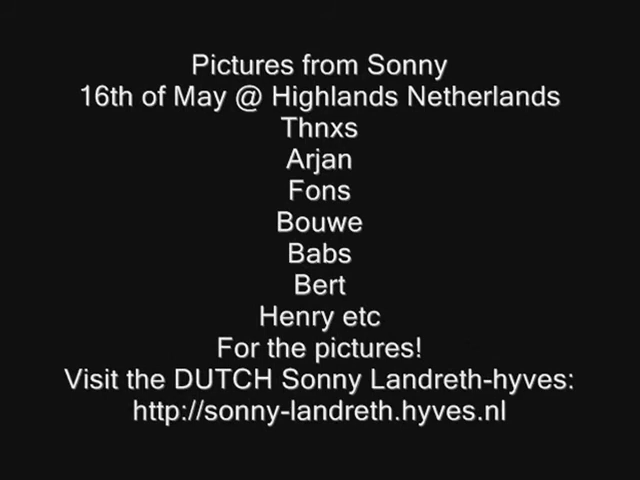 Pictures from Sonny
16th of May @ Highlands Netherlands
Thnxs
Arjan
Fons
Bouwe
Babs
Bert
Henry etc
For the pictures!
Visit the DUTCH Sonny Landreth-hyves:
http://sonny-landreth.hyves.nl